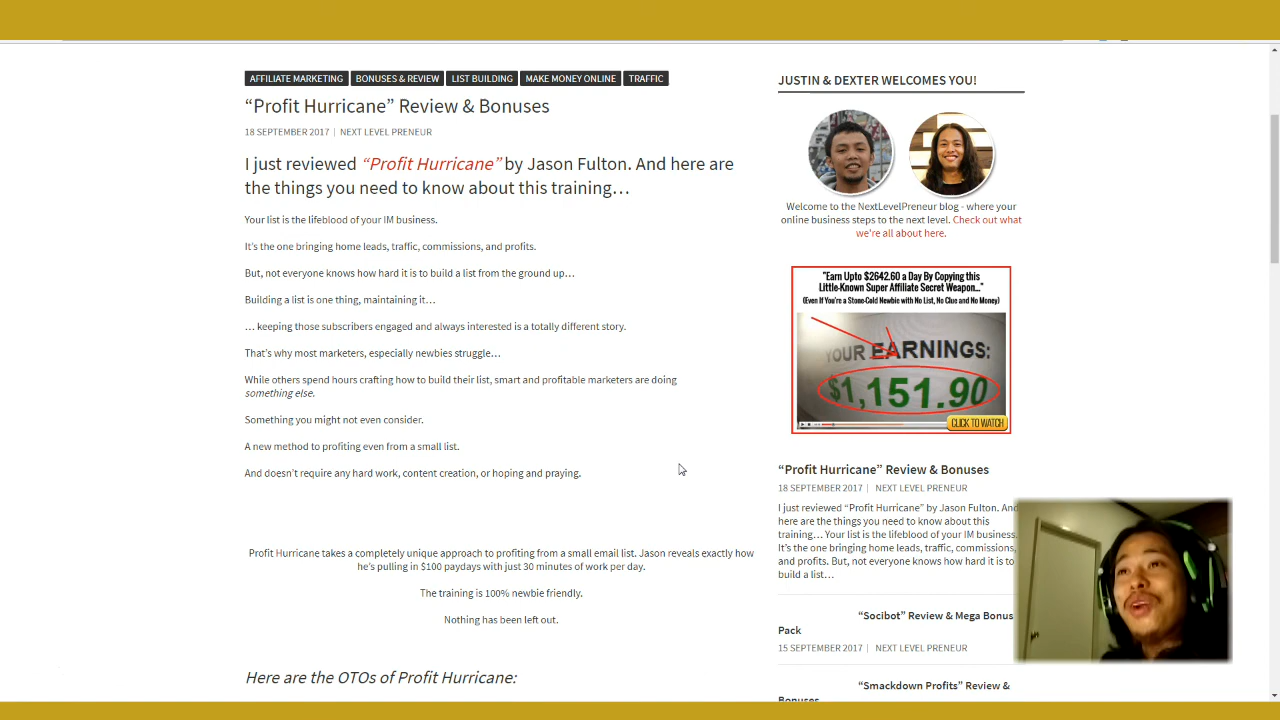 AFFILIATE MARKETING BONUSES & REVIEW LIST BUILDING MAKE MONEY ONLINE TRAFFIC
“Profit Hurricane” Review & Bonuses
18 SEPTEMBER 2017 | NEXT LEVEL PRENEUR
I just reviewed “Profit Hurricane” by Jason Fulton. And here are
the things you need to know about this training…
Your list is the lifeblood of your IM business.
It’s the one bringing home leads, traffic, commissions, and profits.
But, not everyone knows how hard it is to build a list from the ground up…
Building a list is one thing, maintaining it…
… keeping those subscribers engaged and always interested is a totally different story.
That’s why most marketers, especially newbies struggle…
While others spend hours crafting how to build their list, smart and profitable marketers are doing
something else.
Something you might not even consider.
A new method to profiting even from a small list.
And doesn’t require any hard work, content creation, or hoping and praying.
Profit Hurricane takes a completely unique approach to profiting from a small email list. Jason reveals exactly how
he’s pulling in $100 paydays with just 30 minutes of work per day.
The training is 100% newbie friendly.
Nothing has been left out.
Here are the OTOs of Profit Hurricane:
JUSTIN & DEXTER WELCOMES YOU!
Welcome to the NextLevelPreneur blog - where your
online business steps to the next level. Check out what
we're all about here.
"Earn Upto $2642.60 a Day By Copying this
Little-Known Super Affiliate Secret Weapon..."
(Even If You're a Stone-Cold Newbie with No List, No Clue and No Money)
YOUR EARNINGS:
$1,151.90
CLICK TO WATCH
“Profit Hurricane” Review & Bonuses
18 SEPTEMBER 2017 | NEXT LEVEL PRENEUR
I just reviewed “Profit Hurricane” by Jason Fulton. And
here are the things you need to know about this
training… Your list is the lifeblood of your IM business.
It’s the one bringing home leads, traffic, commissions,
and profits. But, not everyone knows how hard it is to
build a list…
“Socibot” Review & Mega Bonus
Pack
15 SEPTEMBER 2017 | NEXT LEVEL PRENEUR
“Smackdown Profits” Review &
Bonuses